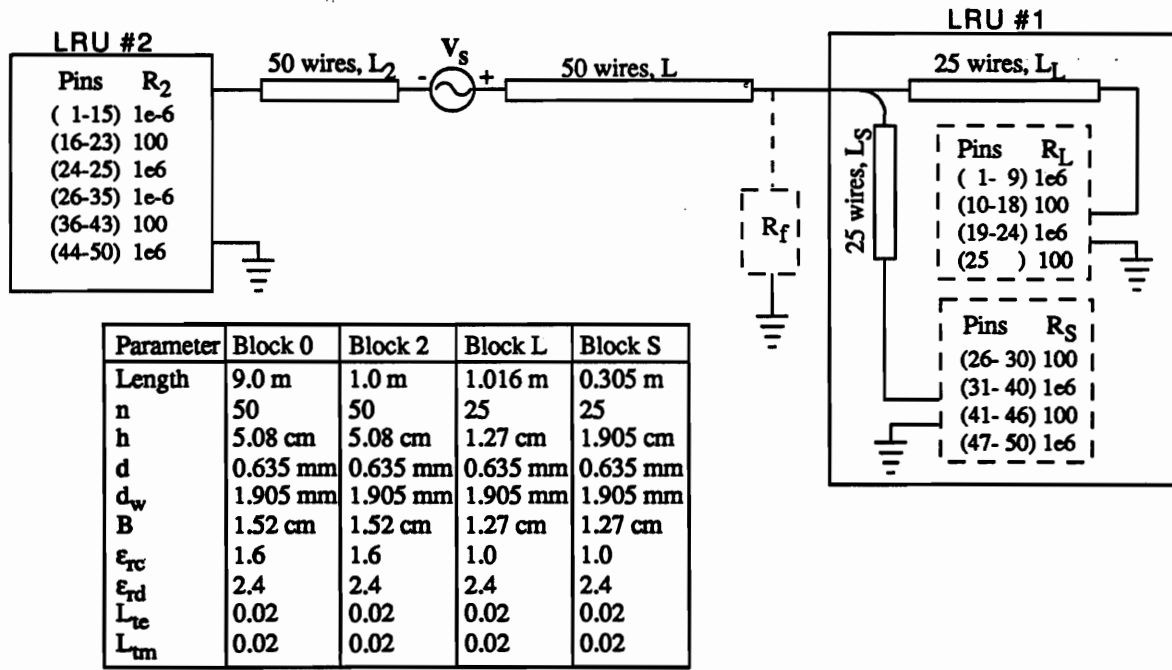 LRU #2
Pins R2
( 1-15) 1e-6
(16-23) 100
(24-25) 1e6
(26-35) 1e-6
(36-43) 100
(44-50) 1e6
50 wires, L2
Vs
- +
50 wires, L
Rf
LRU #1
25 wires, LL
25 wires, LS
Pins RL
( 1- 9) 1e6
(10-18) 100
(19-24) 1e6
(25 ) 100
Pins RS
(26- 30) 100
(31- 40) 1e6
(41- 46) 100
(47- 50) 1e6
Parameter Block 0 Block 2 Block L Block S
Length 9.0 m 1.0 m 1.016 m 0.305 m
n 50 50 25 25
h 5.08 cm 5.08 cm 1.27 cm 1.905 cm
d 0.635 mm 0.635 mm 0.635 mm 0.635 mm
dw 1.905 mm 1.905 mm 1.905 mm 1.905 mm
B 1.52 cm 1.52 cm 1.27 cm 1.27 cm
εrc 1.6 1.6 1.0 1.0
εrd 2.4 2.4 2.4 2.4
Lte 0.02 0.02 0.02 0.02
Ltm 0.02 0.02 0.02 0.02